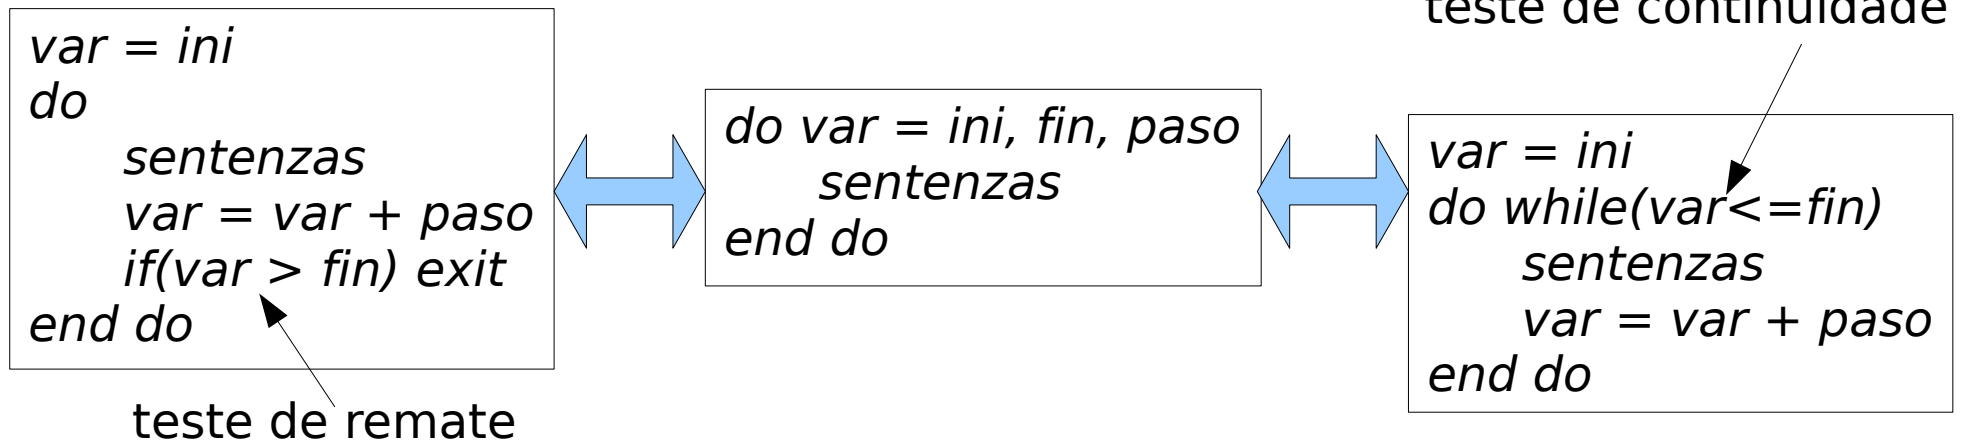 var = ini
do
sentenzas
var = var + paso
if(var > fin) exit
end do
teste de remate
do var = ini, fin, paso
sentenzas
end do
teste de continuidade
var = ini
do while(var<=fin)
sentenzas
var = var + paso
end do